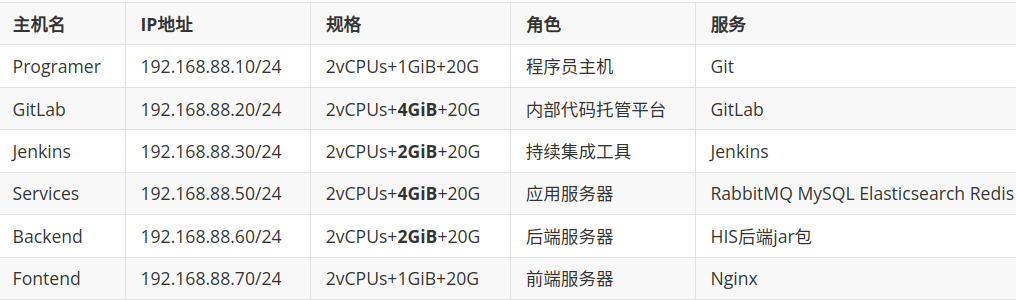 主机名 IP地址 规格 角色 服务
Programer 192.168.88.10/24 2vCPUs+1GiB+20G 程序员主机 Git
GitLab 192.168.88.20/24 2vCPUs+4GiB+20G 内部代码托管平台 GitLab
Jenkins 192.168.88.30/24 2vCPUs+2GiB+20G 持续集成工具 Jenkins
Services 192.168.88.50/24 2vCPUs+4GiB+20G 应用服务器 RabbitMQ MySQL Elasticsearch Redis
Backend 192.168.88.60/24 2vCPUs+2GiB+20G 后端服务器 HIS后端jar包
Fontend 192.168.88.70/24 2vCPUs+1GiB+20G 前端服务器 Nginx